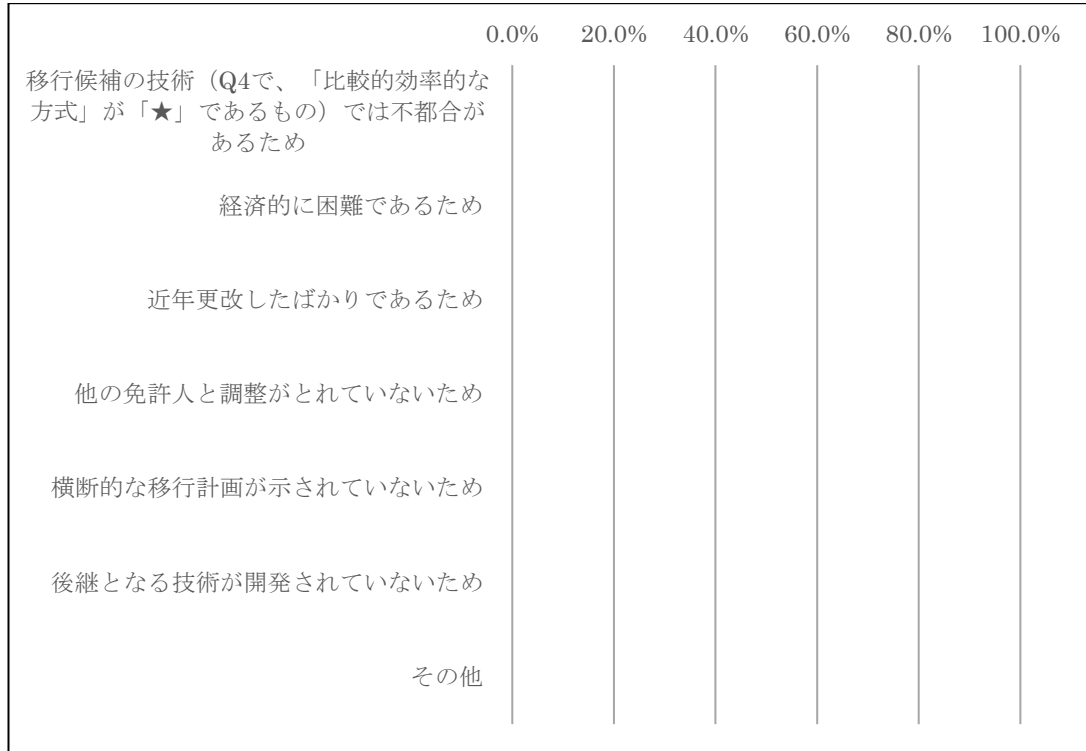 0.0% 20.0% 40.0% 60.0% 80.0% 100.0%
移行候補の技術（Q4で、「比較的効率的な
方式」が「★」であるもの）では不都合が
あるため
経済的に困難であるため
近年更改したばかりであるため
他の免許人と調整がとれていないため
横断的な移行計画が示されていないため
後継となる技術が開発されていないため
その他